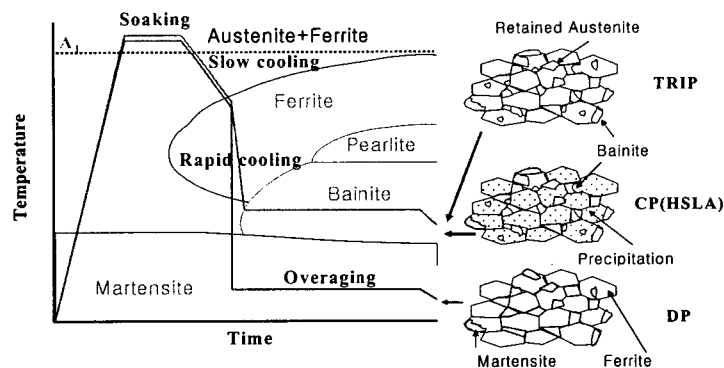 Soaking
A1
Austenite+Ferrite
Slow cooling
Ferrite
Rapid cooling
Pearlite
Bainite
Temperature
Martensite
Overaging
Time
Retained Austenite
TRIP
Bainite
CP(HSLA)
Precipitation
DP
Martensite
Ferrite